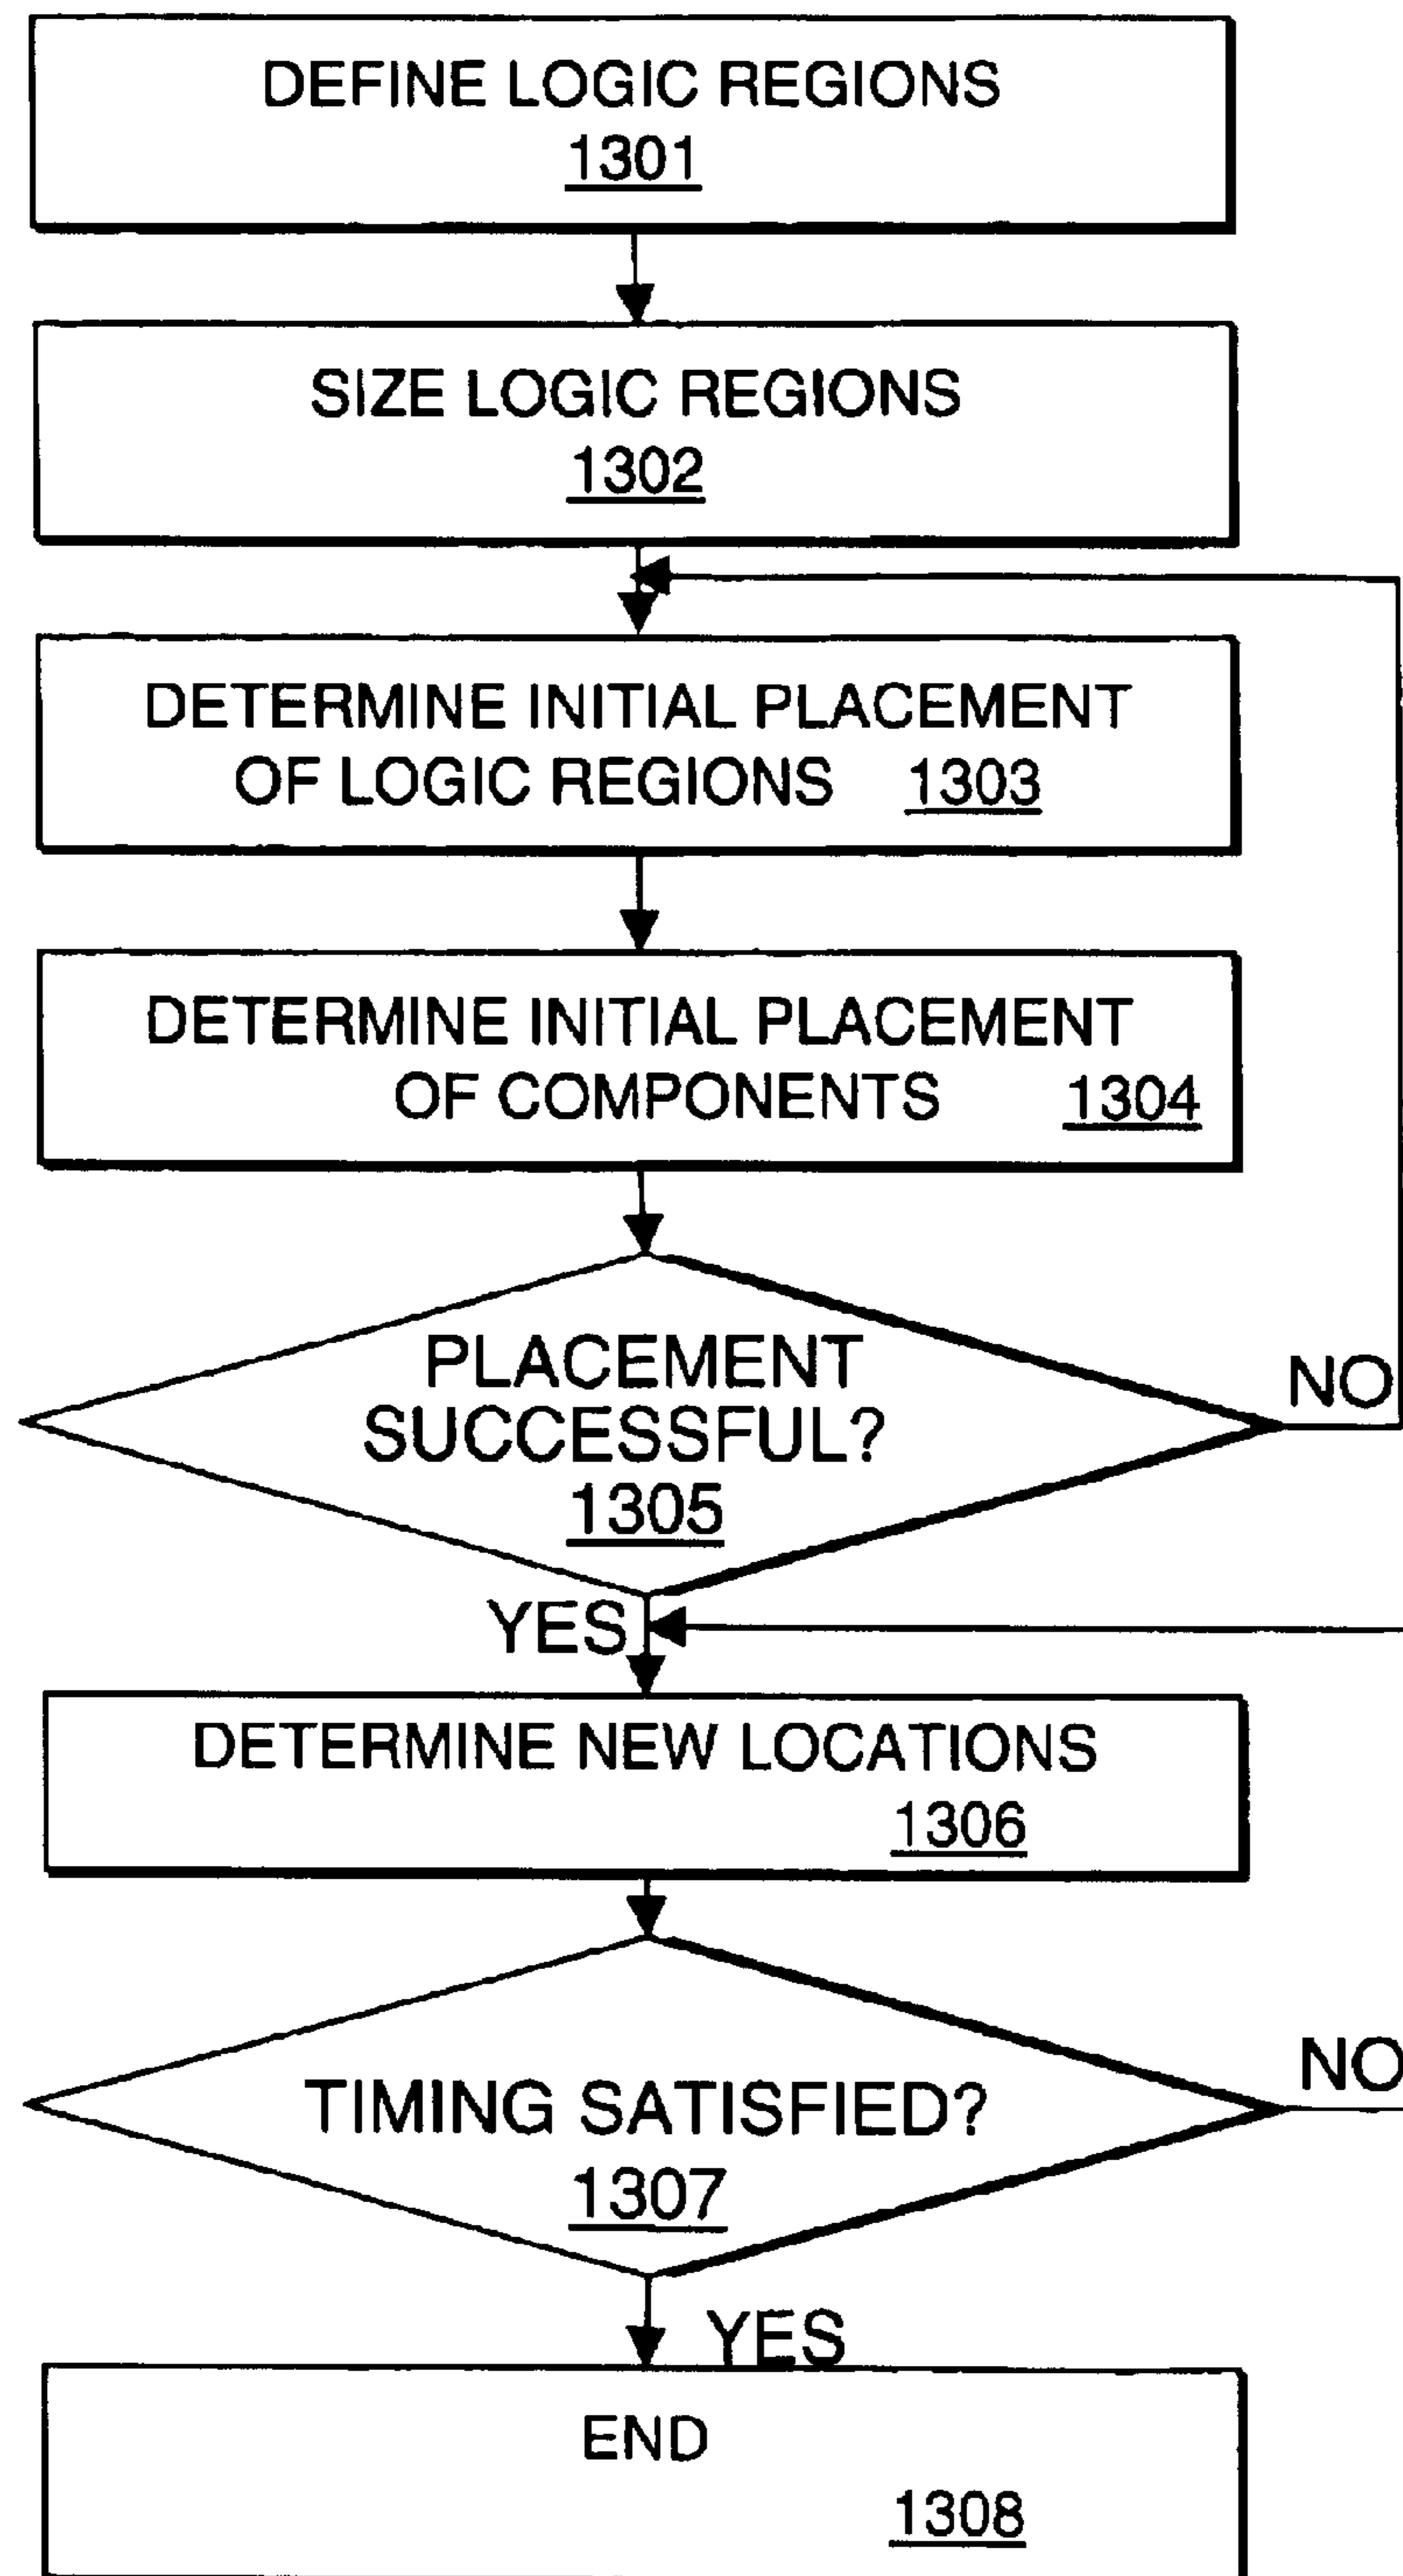 DEFINE LOGIC REGIONS
1301
SIZE LOGIC REGIONS
1302
DETERMINE INITIAL PLACEMENT
OF LOGIC REGIONS 1303
DETERMINE INITIAL PLACEMENT
OF COMPONENTS 1304
PLACEMENT
SUCCESSFUL?
1305
NO
YES
DETERMINE NEW LOCATIONS
1306
TIMING SATISFIED?
1307
NO
YES
END
1308